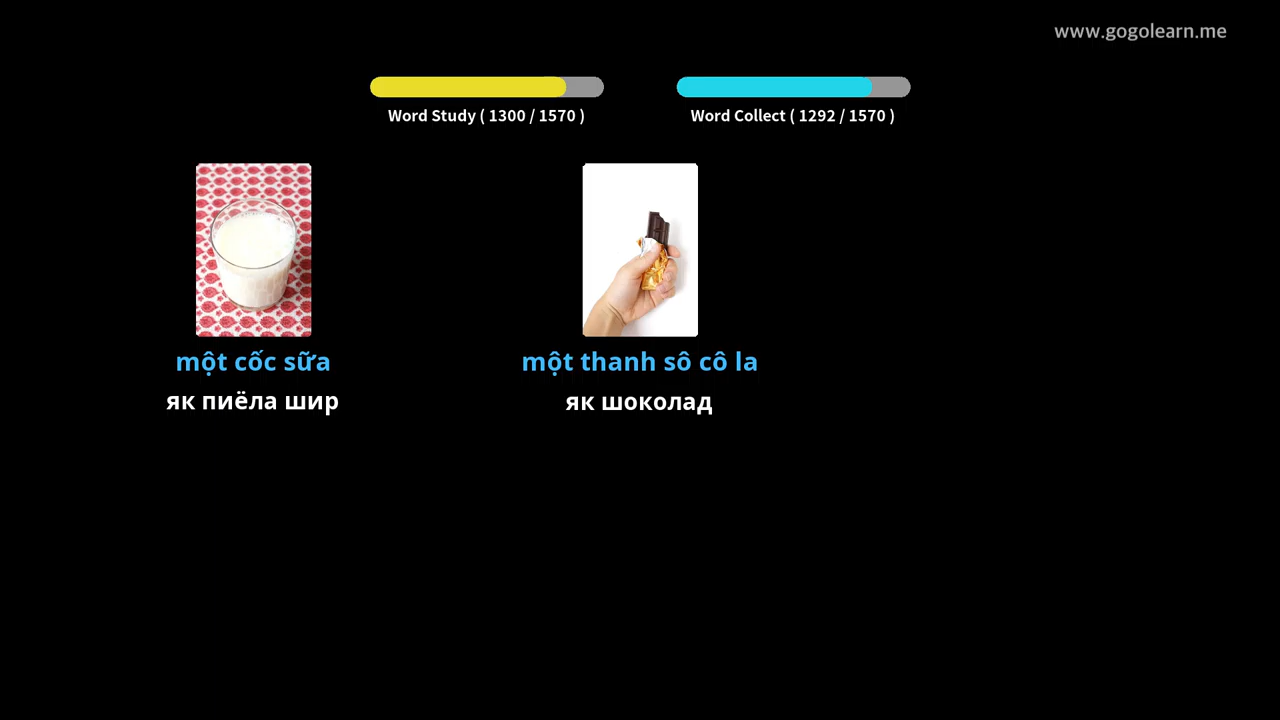 www.gogolearn.me
Word Study ( 1300 / 1570 )
Word Collect ( 1292 / 1570 )
một cốc sữa
як пиёла шир
một thanh sô cô la
як шоколад